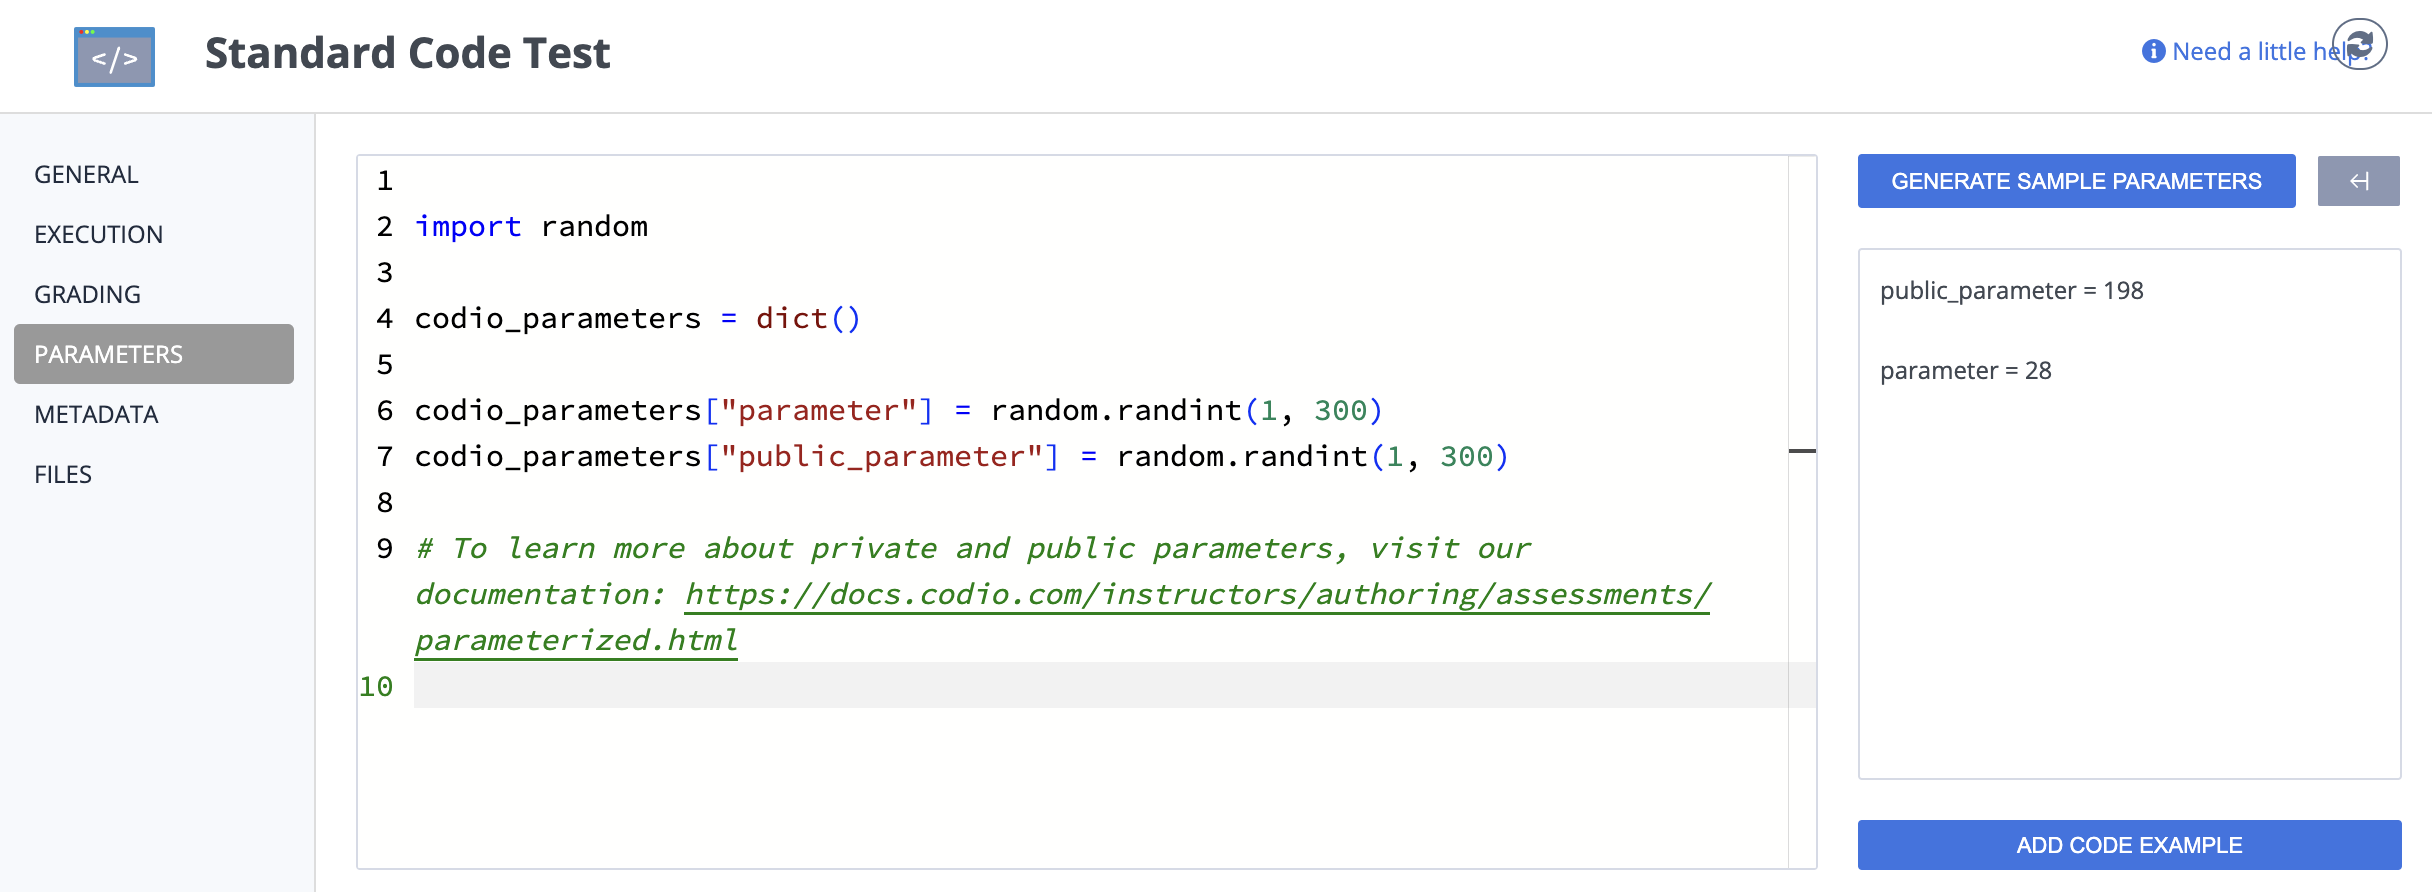 </> Standard Code Test
Need a little help?
GENERAL
EXECUTION
GRADING
PARAMETERS
METADATA
FILES
1
2 import random
3
4 codio_parameters = dict()
5
6 codio_parameters["parameter"] = random.randint(1, 300)
7 codio_parameters["public_parameter"] = random.randint(1, 300)
8
9 # To learn more about private and public parameters, visit our
documentation: https://docs.codio.com/instructors/authoring/assessments/
parameterized.html
10
GENERATE SAMPLE PARAMETERS
public_parameter = 198
parameter = 28
ADD CODE EXAMPLE